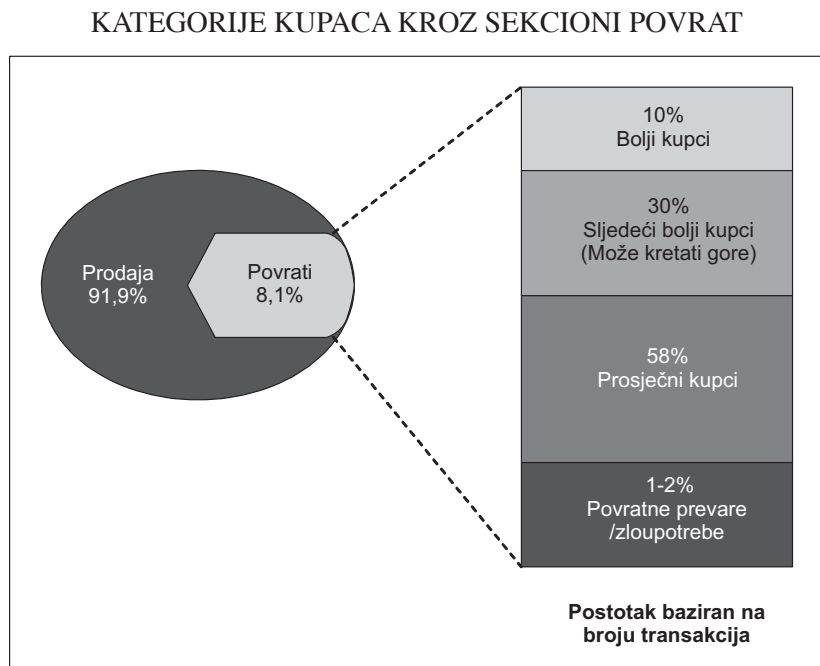 KATEGORIJE KUPACA KROZ SEKCIONI POVRAT
Prodaja
91,9%
Povrati
8,1%
10%
Bolji kupci
30%
Sljedeći bolji kupci
(Može kretati gore)
58%
Prosječni kupci
1-2%
Povratne prevare
/zloupotrebe
Postotak baziran na
broju transakcija